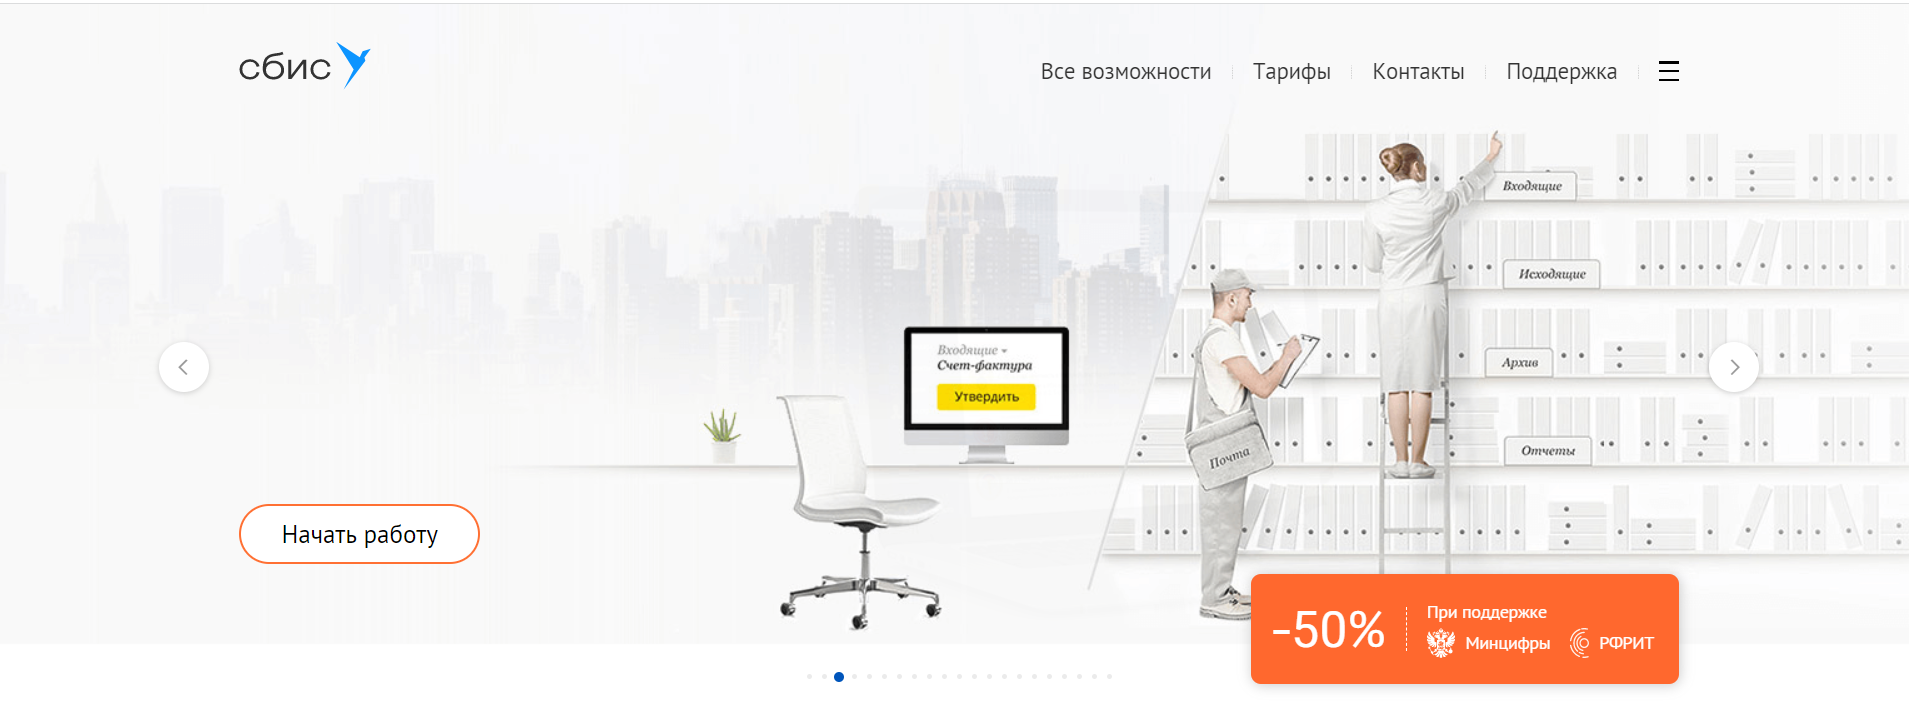 сбис
Все возможности
Тарифы
Контакты
Поддержка
Входящие
Исходящие
Входящие
Счет-фактура
Утвердить
Архив
Отчеты
Почта
Начать работу
-50%
При поддержке
Минцифры
РФРИТ